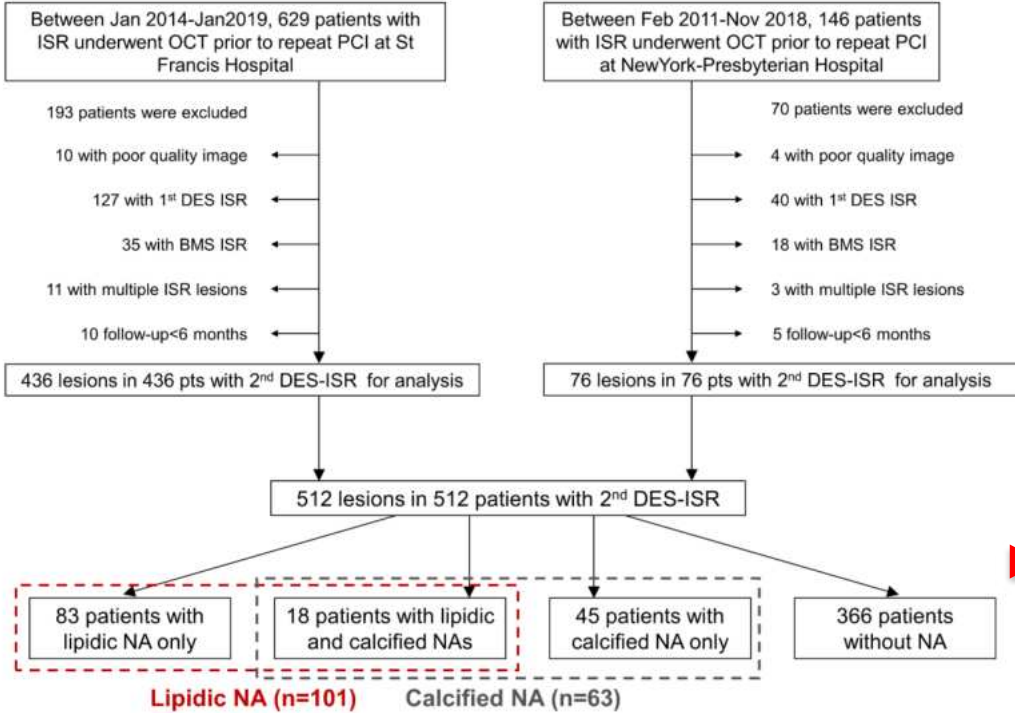 Between Jan 2014-Jan2019, 629 patients with
ISR underwent OCT prior to repeat PCI at St
Francis Hospital
Between Feb 2011-Nov 2018, 146 patients
with ISR underwent OCT prior to repeat PCI
at NewYork-Presbyterian Hospital
193 patients were excluded
10 with poor quality image
127 with 1st DES ISR
35 with BMS ISR
11 with multiple ISR lesions
10 follow-up<6 months
70 patients were excluded
4 with poor quality image
40 with 1st DES ISR
18 with BMS ISR
3 with multiple ISR lesions
5 follow-up<6 months
436 lesions in 436 pts with 2nd DES-ISR for analysis
76 lesions in 76 pts with 2nd DES-ISR for analysis
512 lesions in 512 patients with 2nd DES-ISR
83 patients with
lipidic NA only
18 patients with lipidic
and calcified NAs
45 patients with
calcified NA only
366 patients
without NA
Lipidic NA (n=101)
Calcified NA (n=63)